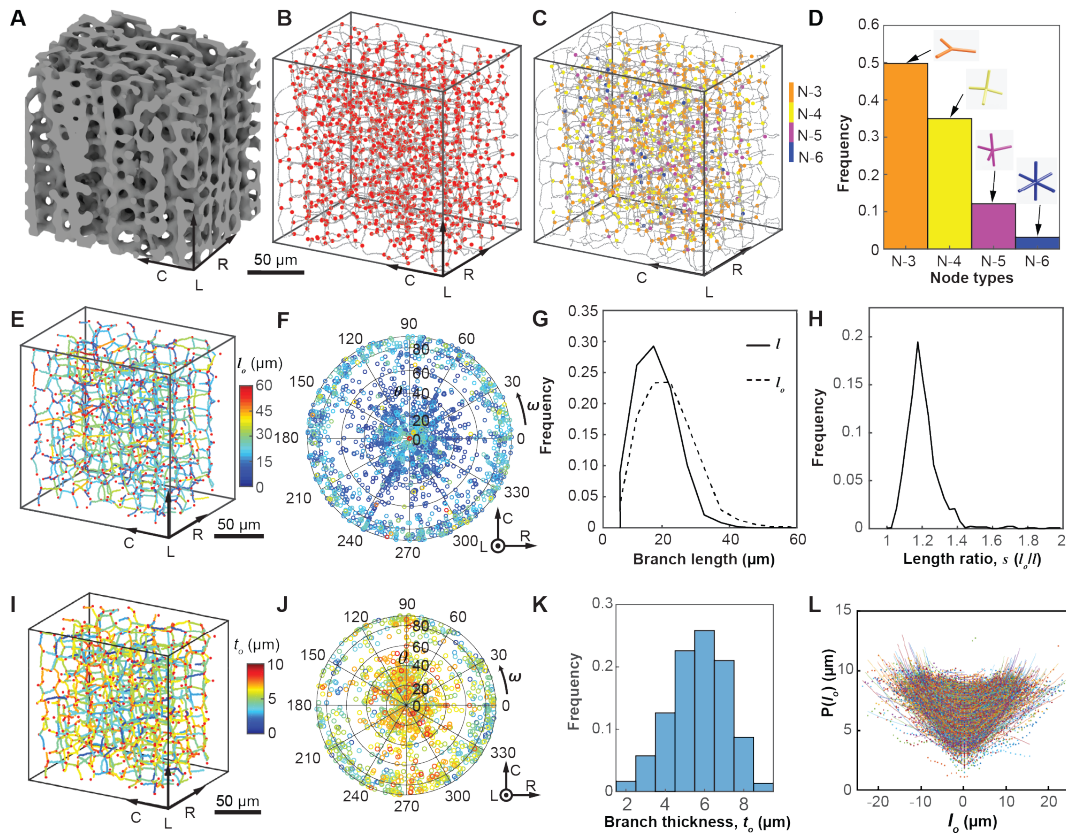 A
B
C
D
N-3
N-4
N-5
N-6
C
R
L
50 µm
C
R
L
C
R
L
Frequency
0.6
0.5
0.4
0.3
0.2
0.1
0
N-3
N-4
N-5
N-6
Node types
E
lo (µm)
60
45
30
15
0
C
R
L
50 µm
F
90
120
60
150
30
180
0
210
330
240
300
270
80
60
40
20
0
θ
ω
C
L
R
G
Frequency
0.35
0.30
0.25
0.20
0.15
0.10
0.05
0
l
lo
0
20
40
60
Branch length (µm)
H
Frequency
0.2
0.15
0.1
0.05
0
1
1.2
1.4
1.6
1.8
2
Length ratio, s (lo/l)
I
to (µm)
10
5
0
C
R
L
50 µm
J
90
120
60
150
30
180
0
210
330
240
300
270
80
60
20
0
θ
ω
C
L
R
K
Frequency
0.3
0.2
0.1
0
2
4
6
8
Branch thickness, to (µm)
L
P(lo) (µm)
15
10
5
0
-20
-10
0
10
20
lo (µm)